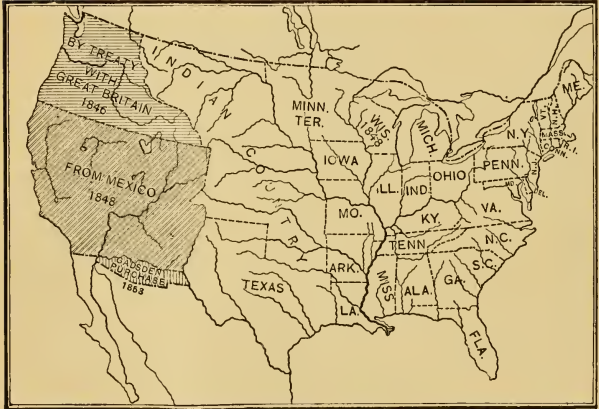 BY TREATY
WITH
GREAT BRITAIN
1846
FROM MEXICO
1848
GADSDEN
PURCHASE
1853
INDIAN
COUNTRY
MINN.
TER.
WIS.
1848
MICH.
IOWA
ILL.
IND.
OHIO
PENN.
N.Y.
ME.
VT.
N.H.
MASS.
R.I.
CONN.
N.J.
DEL.
MD.
VA.
KY.
MO.
TENN.
N.C.
S.C.
ARK.
MISS
ALA.
GA.
LA.
TEXAS
FLA.